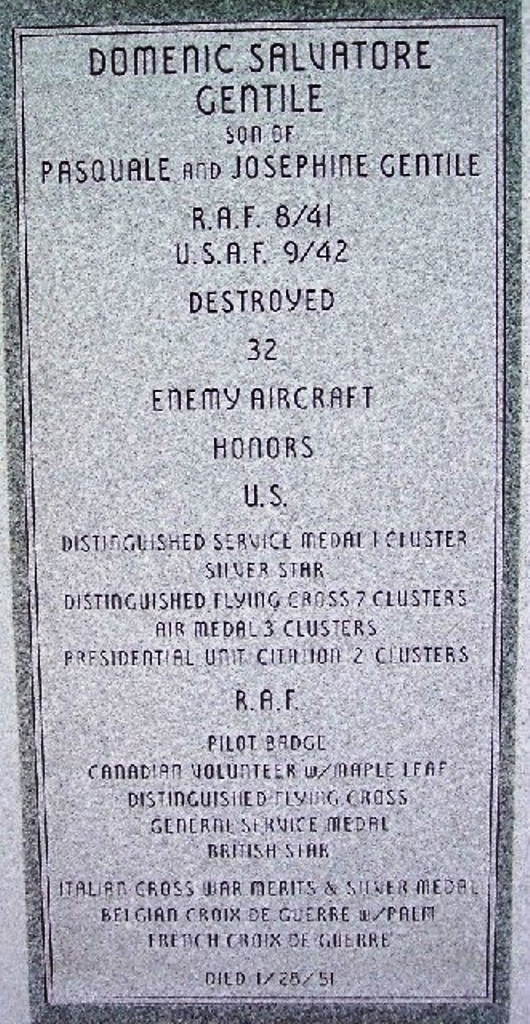 DOMENIC SALVATORE
GENTILE
SON OF
PASQUALE AND JOSEPHINE GENTILE
R.A.F. 8/41
U.S.A.F. 9/42
DESTROYED
32
ENEMY AIRCRAFT
HONORS
U.S.
DISTINGUISHED SERVICE MEDAL 1 CLUSTER
SILVER STAR
DISTINGUISHED FLYING CROSS 7 CLUSTERS
AIR MEDAL 3 CLUSTERS
PRESIDENTIAL UNIT CITATION 2 CLUSTERS
R.A.F.
PILOT BADGE
CANADIAN VOLUNTEER W/MAPLE LEAF
DISTINGUISHED FLYING CROSS
GENERAL SERVICE MEDAL
BRITISH STAR
ITALIAN CROSS WAR MERITS & SILVER MEDAL
BELGIAN CROIX DE GUERRE W/PALM
FRENCH CROIX DE GUERRE
DIED 1/28/51